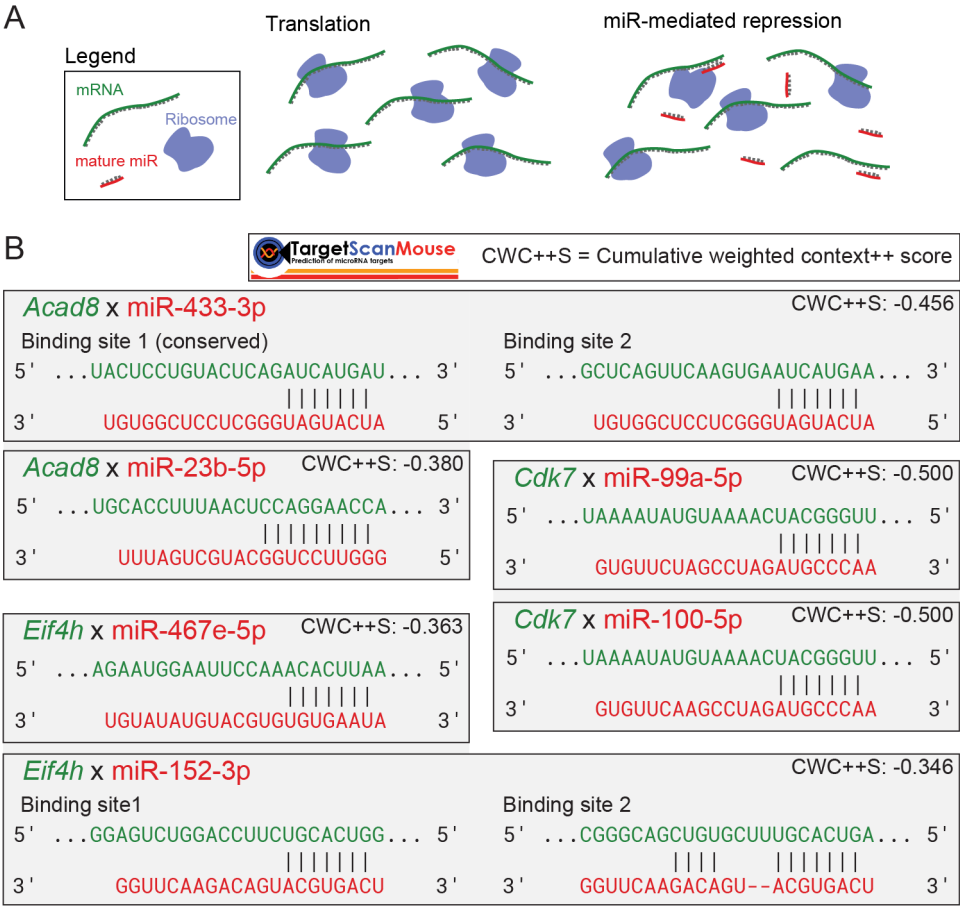 A
Legend
mRNA
Ribosome
mature miR
Translation
miR-mediated repression
B
TargetScanMouse
Prediction of microRNA targets
CWC++S = Cumulative weighted context++ score
Acad8 x miR-433-3p
CWC++S: -0.456
Binding site 1 (conserved)
5' ...UACUCCUGUACUCAGAUCAUGAU... 3'
3' UGUGGCUCCUCGGGUAGUACUA 5'
Binding site 2
5' ...GCUCAGUUCAAGUGAAUCAUGAA... 3'
3' UGUGGCUCCUCGGGUAGUACUA 5'
Acad8 x miR-23b-5p
CWC++S: -0.380
5' ...UGCACCUUUAACUCCAGGAACCA... 3'
3' UUUAGUCGUACGGUCCUUGGG 5'
Cdk7 x miR-99a-5p
CWC++S: -0.500
5' ...UAAAAUAUGUAAAACUACGGGUU... 5'
3' GUGUUCUAGCCUAGAUGCCCAA 3'
Eif4h x miR-467e-5p
CWC++S: -0.363
5' ...AGAAUGGAAUUCCAAACACUUAA... 5'
3' UGUAUAUGUACGUGUGUGAAUA 3'
Cdk7 x miR-100-5p
CWC++S: -0.500
5' ...UAAAAUAUGUAAAACUACGGGUU... 5'
3' GUGUUCAAGCCUAGAUGCCCAA 3'
Eif4h x miR-152-3p
CWC++S: -0.346
Binding site1
5' ...GGAGUCUGGACCUUCUGCACUGG... 5'
3' GGUUCAAGACAGUACGUGACU 3'
Binding site 2
5' ...CGGGCAGCUGUGCUUUGCACUGA... 5'
3' GGUUCAAGACAGU--ACGUGACU 3'